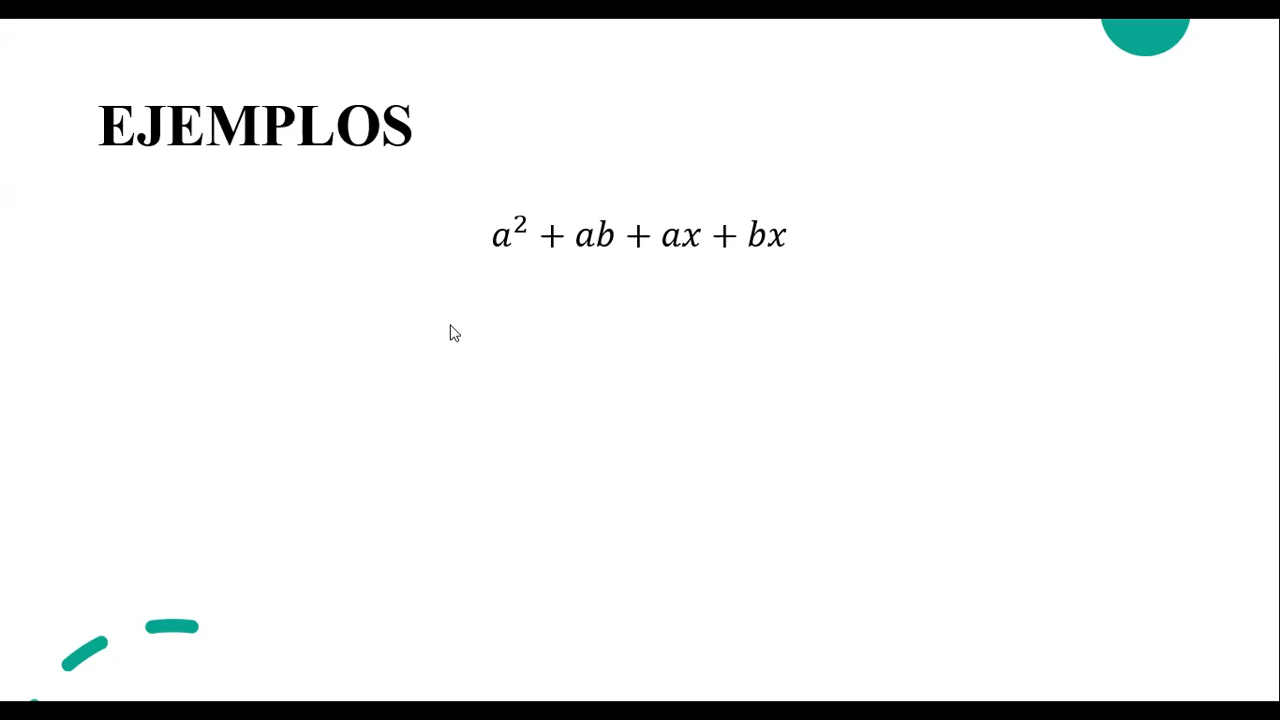 EJEMPLOS
a² + ab + ax + bx